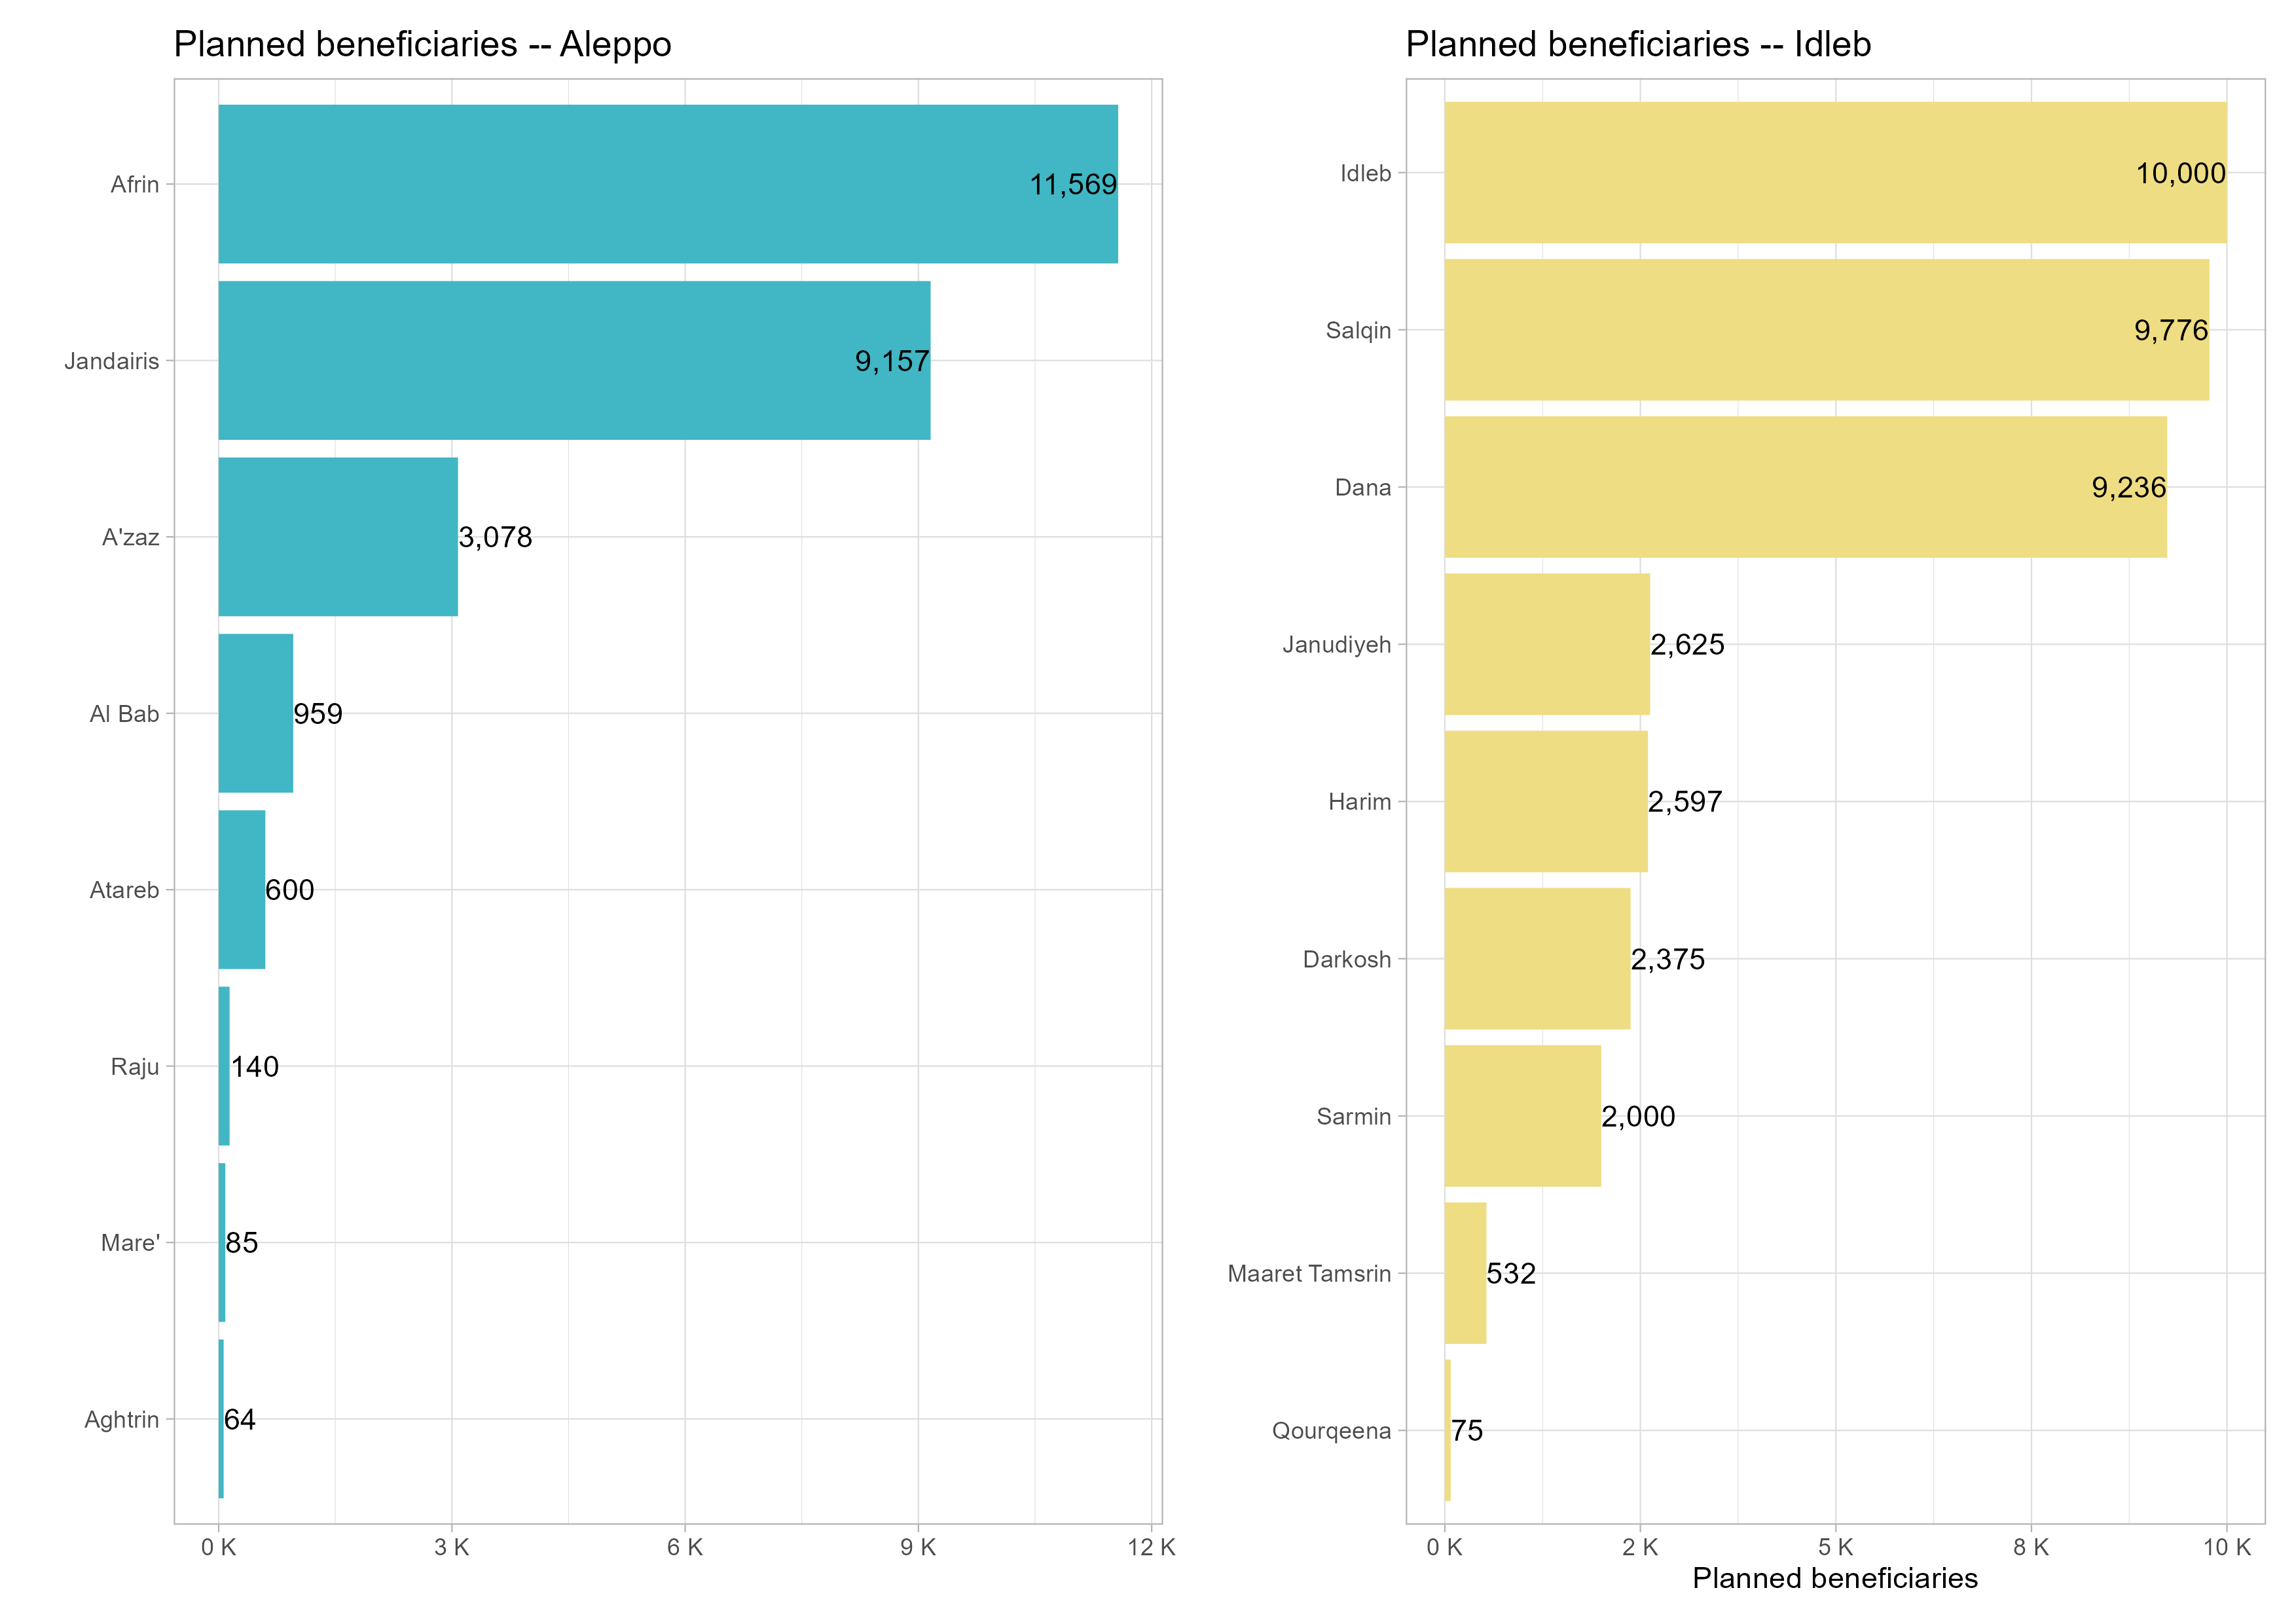 Planned beneficiaries -- Aleppo
Afrin
11,569
Jandairis
9,157
A'zaz
3,078
Al Bab
959
Atareb
600
Raju
140
Mare'
85
Aghtrin
64
0 K
3 K
6 K
9 K
12 K
Planned beneficiaries -- Idleb
Idleb
10,000
Salqin
9,776
Dana
9,236
Janudiyeh
2,625
Harim
2,597
Darkosh
2,375
Sarmin
2,000
Maaret Tamsrin
532
Qourqeena
75
0 K
2 K
5 K
8 K
10 K
Planned beneficiaries